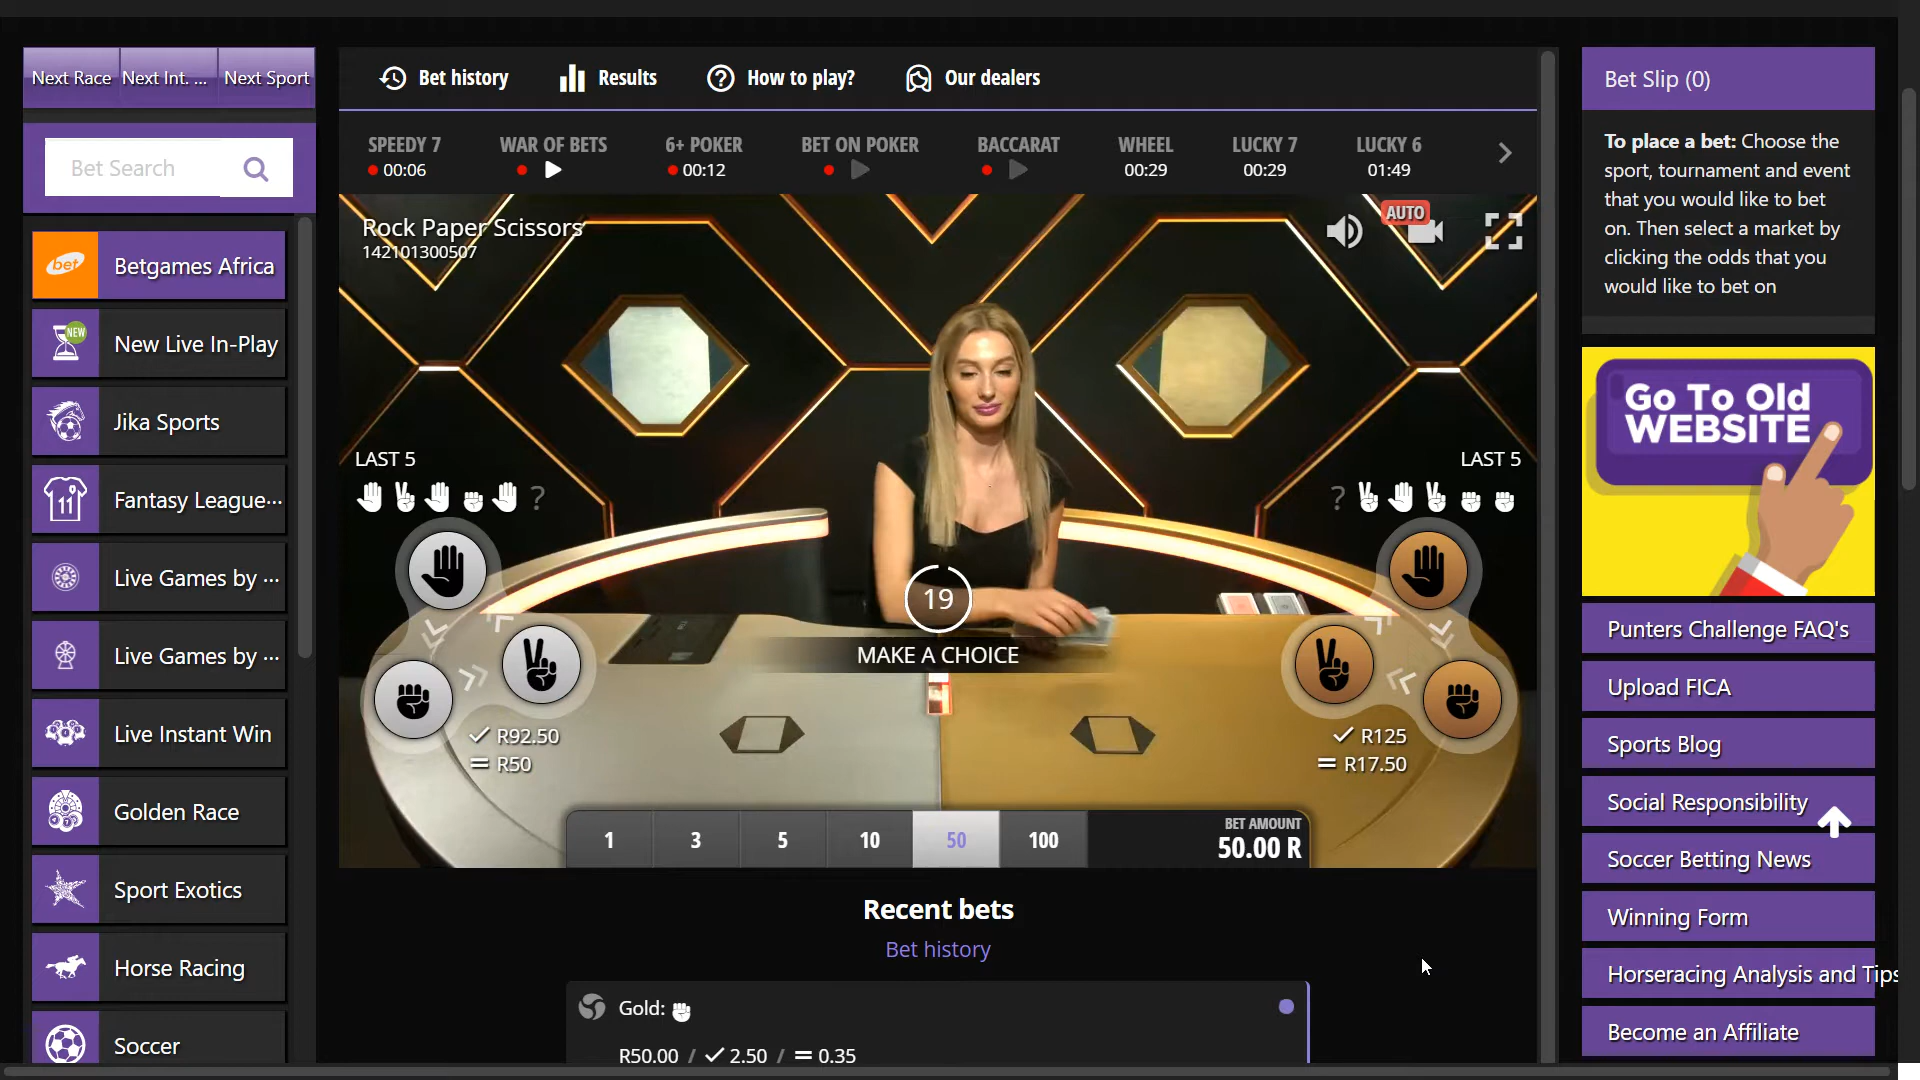 Next Race
Next Int. ...
Next Sport
Bet Search
bet
Betgames Africa
NEW
New Live In-Play
Jika Sports
11
Fantasy League...
Live Games by ...
Live Games by ...
Live Instant Win
Golden Race
Sport Exotics
Horse Racing
Soccer
Bet history
Results
How to play?
Our dealers
SPEEDY 7
00:06
WAR OF BETS
6+ POKER
00:12
BET ON POKER
BACCARAT
WHEEL
00:29
LUCKY 7
00:29
LUCKY 6
01:49
Rock Paper Scissors
142101300507
AUTO
LAST 5
?
LAST 5
?
19
MAKE A CHOICE
R92.50
= R50
R125
= R17.50
1
3
5
10
50
100
BET AMOUNT
50.00 R
Recent bets
Bet history
Gold:
R50.00 / ✓ 2.50 / = 0.35
Bet Slip (0)
To place a bet: Choose the
sport, tournament and event
that you would like to bet
on. Then select a market by
clicking the odds that you
would like to bet on
Go To Old
WEBSITE
Punters Challenge FAQ's
Upload FICA
Sports Blog
Social Responsibility
Soccer Betting News
Winning Form
Horseracing Analysis and Tips
Become an Affiliate